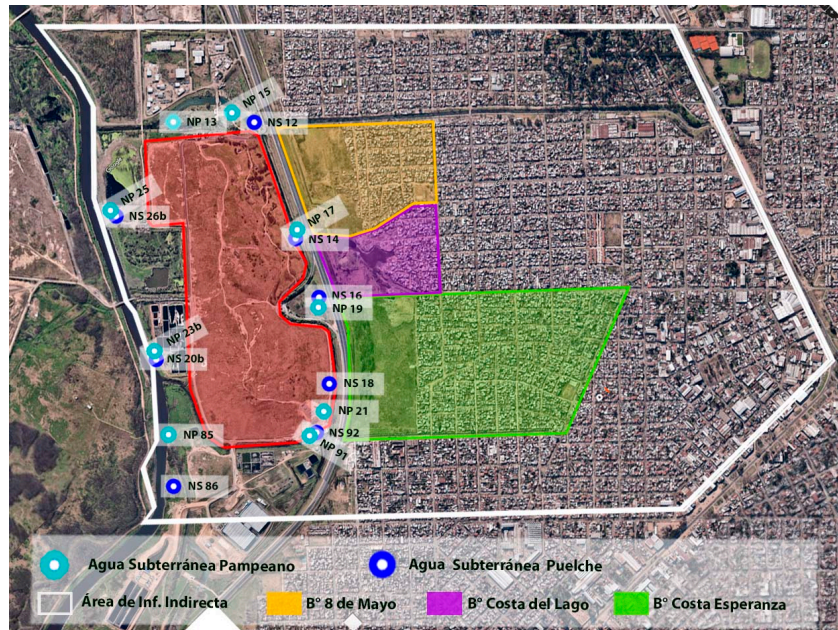 NP 15
NP 13
NS 12
NP 25
NS 26b
NP 17
NS 14
NS 16
NP 19
NP 23b
NS 20b
NS 18
NP 21
NP 85
NS 92
NP 91
NS 86
Agua Subterránea Pampeano
Agua Subterránea Puelche
Área de Inf. Indirecta
B° 8 de Mayo
B° Costa del Lago
B° Costa Esperanza